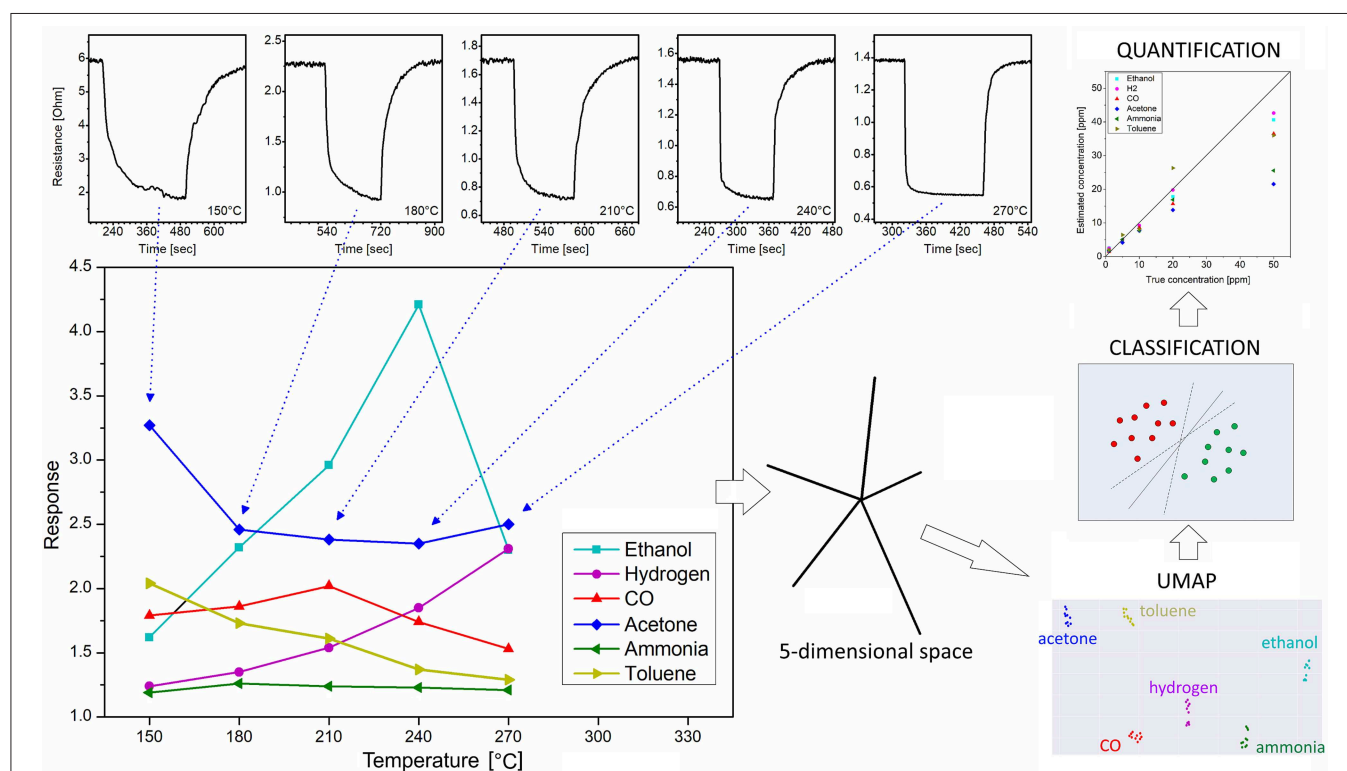 6
5
4
3
2
Resistance [Ohm]
240 360 480 600
Time [sec]
150°C
2.5
2.0
1.5
1.0
540 720 900
Time [sec]
180°C
1.8
1.6
1.4
1.2
1.0
0.8
0.6
480 540 600 660
Time [sec]
210°C
1.6
1.4
1.2
1.0
0.8
0.6
240 300 360 420 480
Time [sec]
240°C
1.4
1.2
1.0
0.8
0.6
0.4
300 360 420 480 540
Time [sec]
270°C
QUANTIFICATION
Ethanol
H2
CO
Acetone
Ammonia
Toluene
50
40
30
20
10
0
Estimated concentration [ppm]
0 10 20 30 40 50
True concentration [ppm]
4.5
4.0
3.5
3.0
2.5
2.0
1.5
1.0
Response
Ethanol
Hydrogen
CO
Acetone
Ammonia
Toluene
150 180 210 240 270 300 330
Temperature [°C]
5-dimensional space
CLASSIFICATION
UMAP
toluene
acetone
ethanol
hydrogen
CO
ammonia